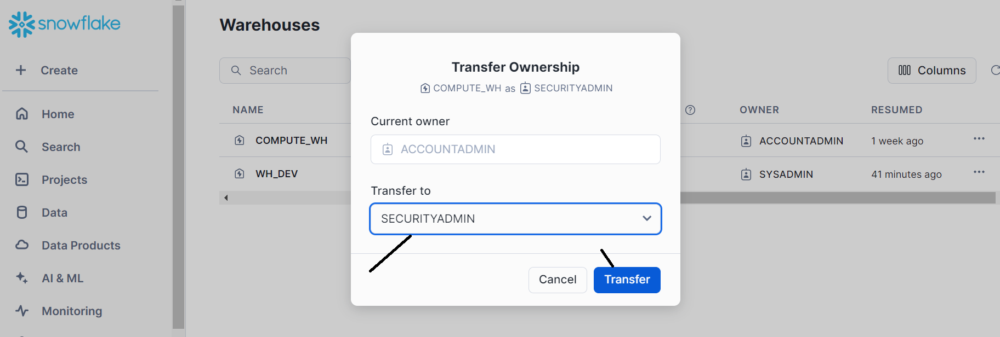 snowflake
Create
Home
Search
Projects
Data
Data Products
AI & ML
Monitoring
Warehouses
Search
Columns
NAME OWNER RESUMED
COMPUTE_WH ACCOUNTADMIN 1 week ago
WH_DEV SYSADMIN 41 minutes ago
Transfer Ownership
COMPUTE_WH as SECURITYADMIN
Current owner
ACCOUNTADMIN
Transfer to
SECURITYADMIN
Cancel Transfer